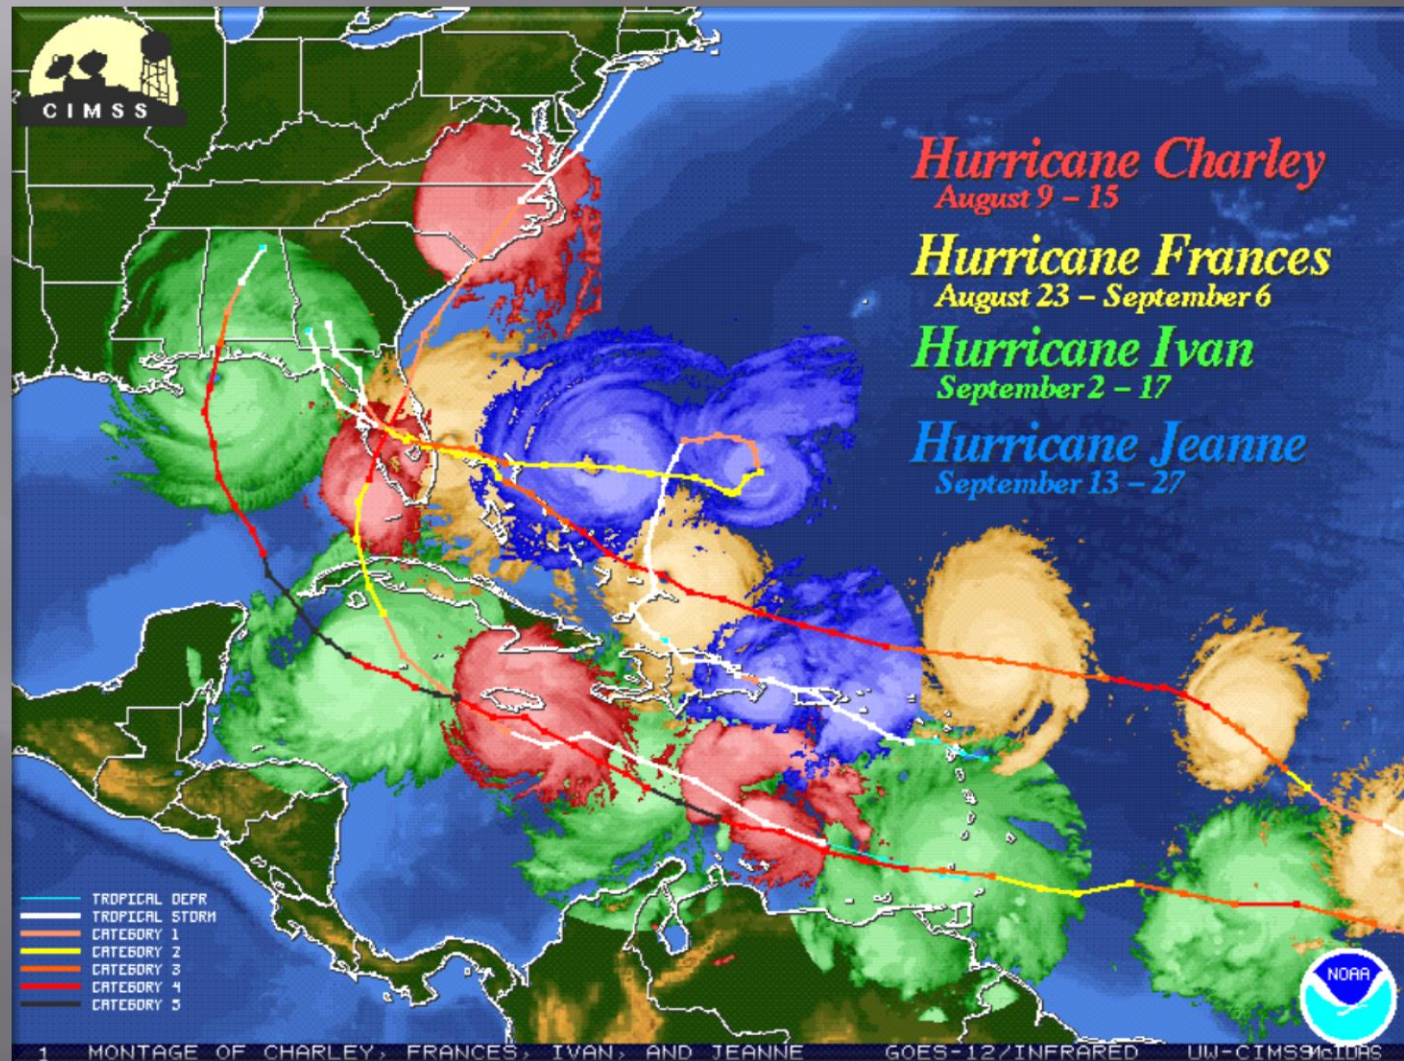 CIMSS
Hurricane Charley
August 9 – 15
Hurricane Frances
August 23 – September 6
Hurricane Ivan
September 2 – 17
Hurricane Jeanne
September 13 – 27
TROPICAL DEPR
TROPICAL STORM
CATEGORY 1
CATEGORY 2
CATEGORY 3
CATEGORY 4
CATEGORY 5
NOAA
1 MONTAGE OF CHARLEY, FRANCES, IVAN, AND JEANNE GOES-12/INFRARED UW-CIMSS